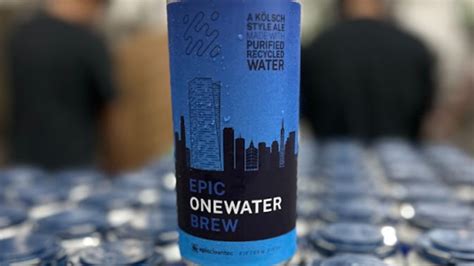 A KÖLSCH
STYLE ALE
MADE WITH
PURIFIED
RECYCLED
WATER
EPIC
ONEWATER
BREW